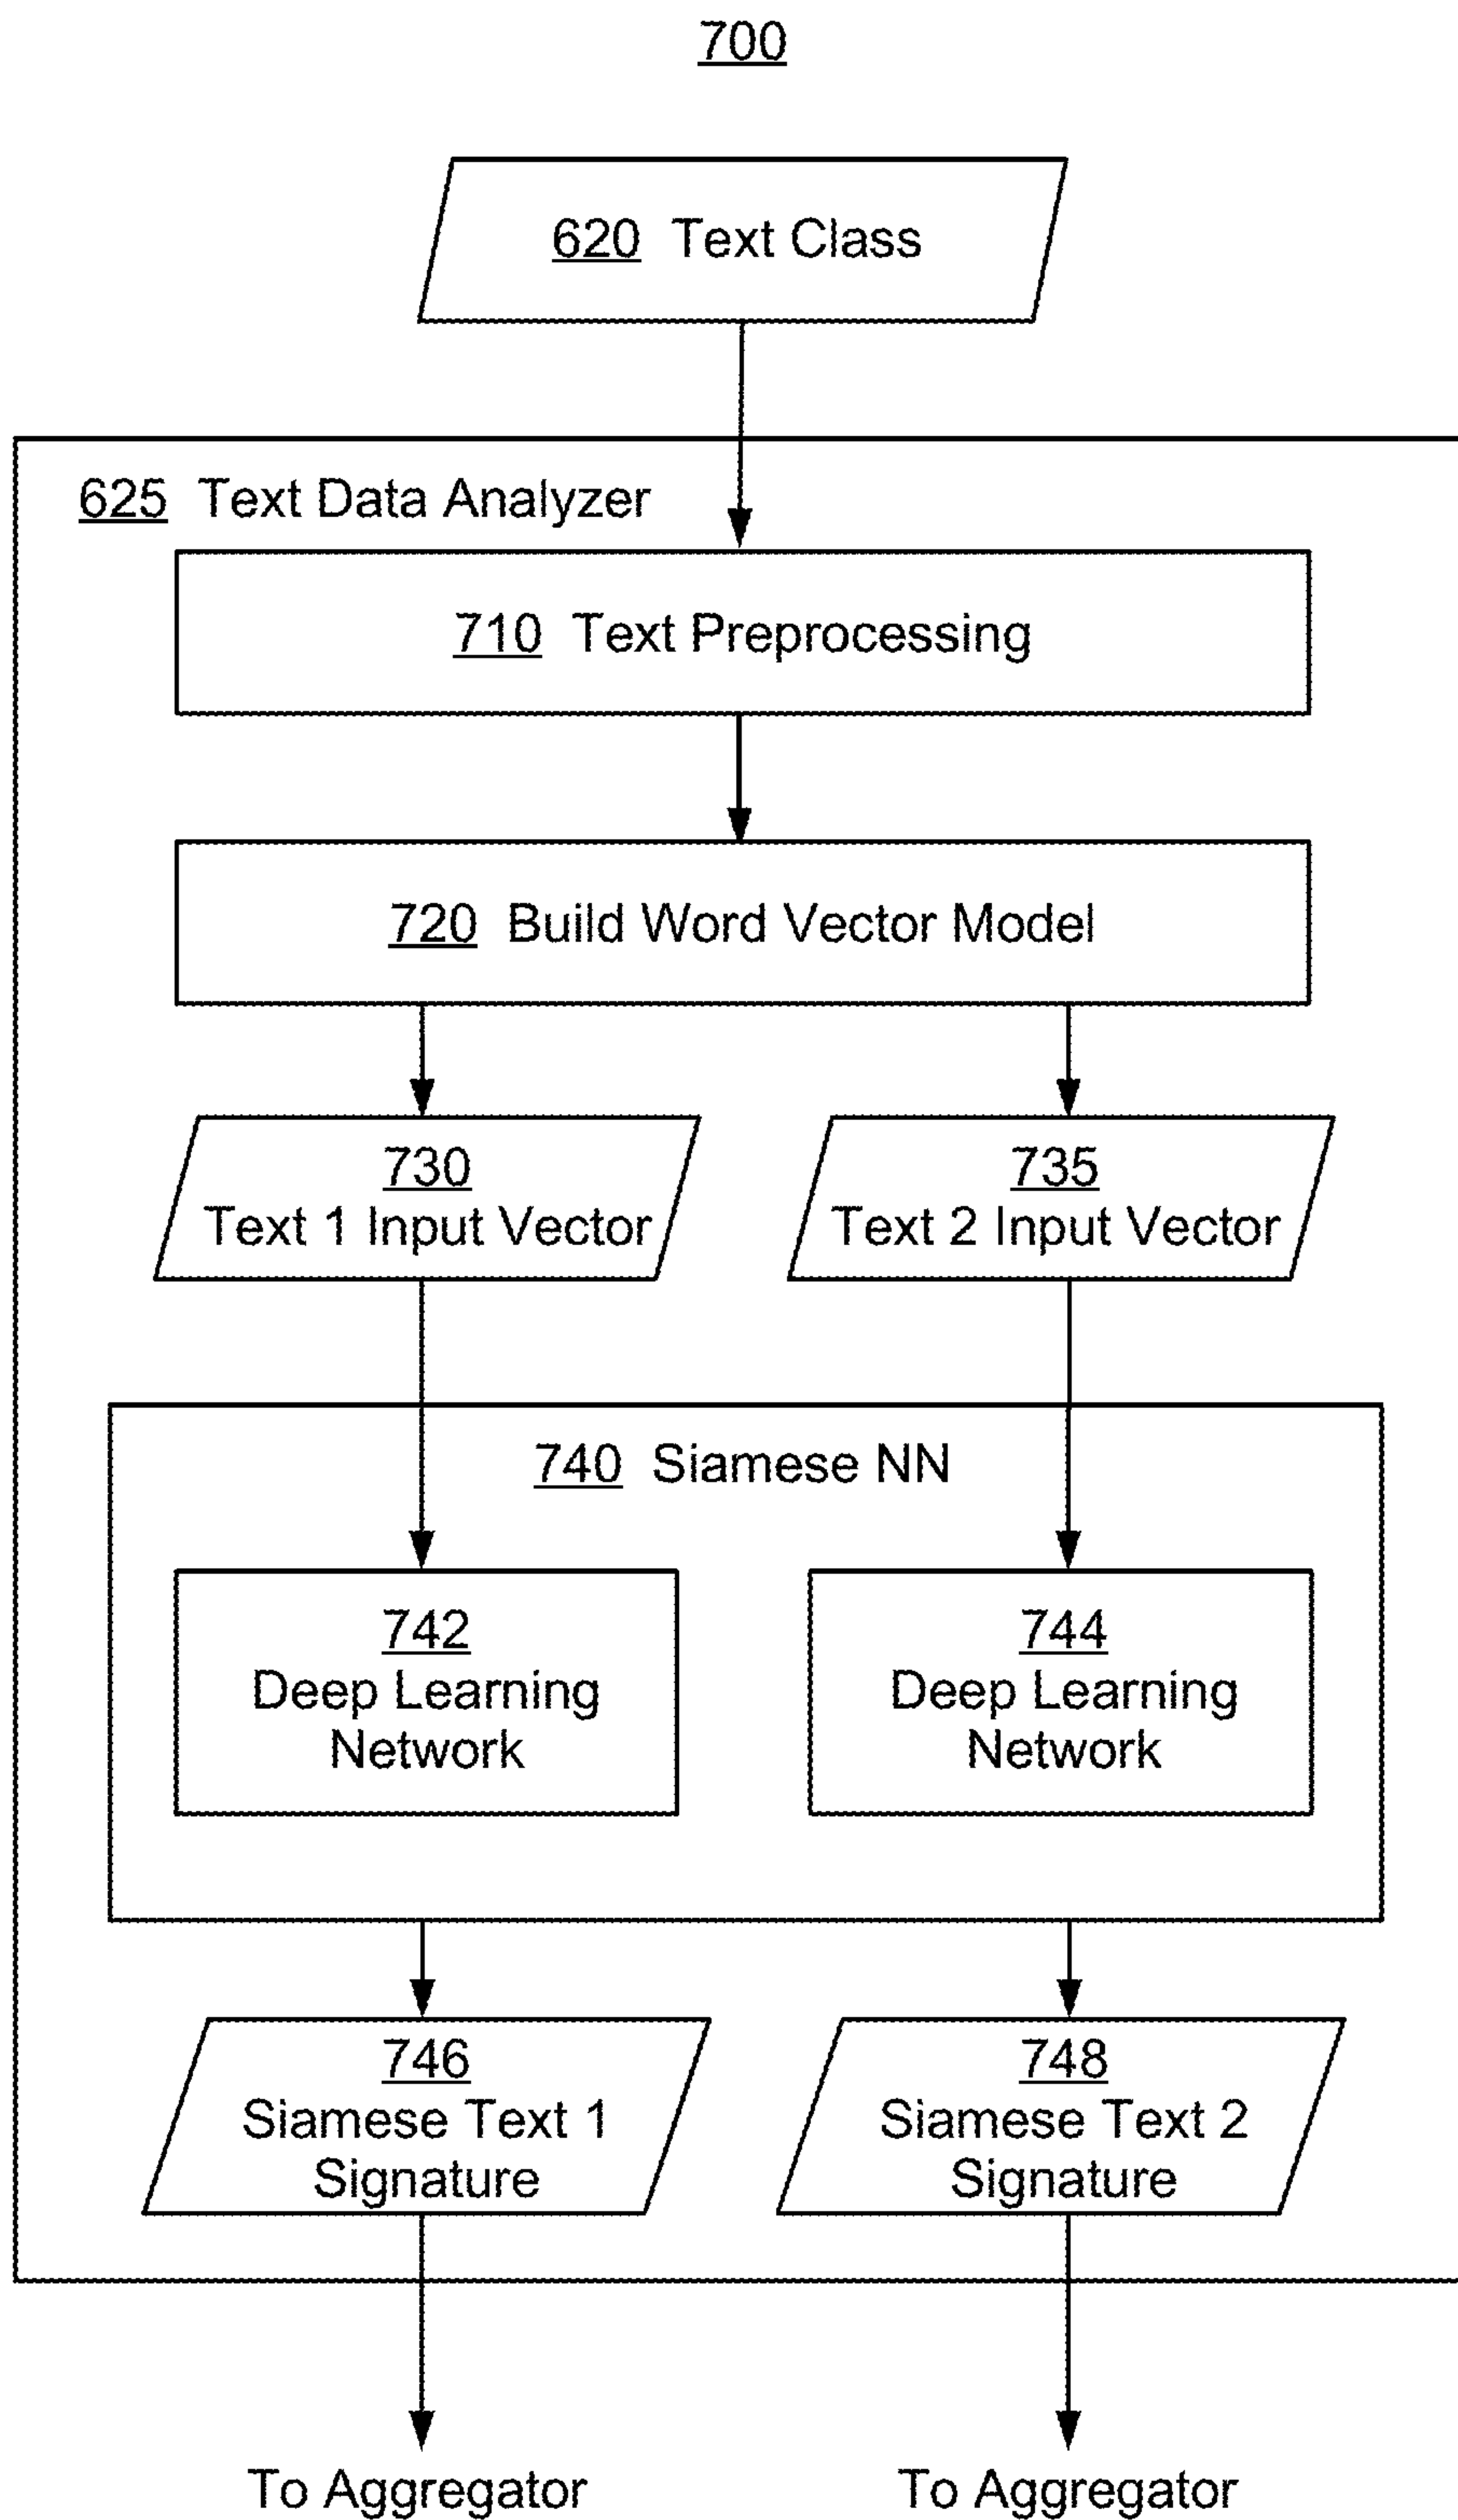 700
620 Text Class
625 Text Data Analyzer
710 Text Preprocessing
720 Build Word Vector Model
730
Text 1 Input Vector
735
Text 2 Input Vector
740 Siamese NN
742
Deep Learning
Network
744
Deep Learning
Network
746
Siamese Text 1
Signature
748
Siamese Text 2
Signature
To Aggregator
To Aggregator